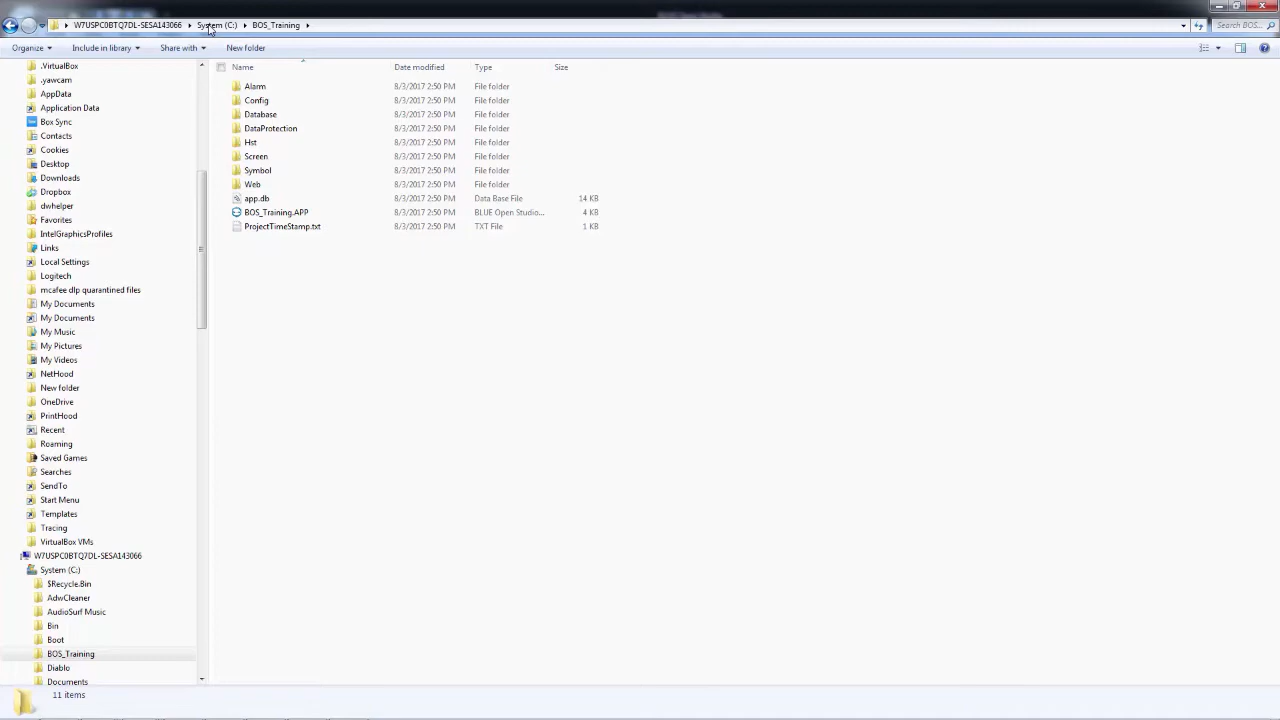 W7USPC0BTQ7DL-SESA143066 System (C:) BOS_Training Search BOS...
Organize Include in library Share with New folder
Name Date modified Type Size
.VirtualBox
.yawcam
AppData
Application Data
Box Sync
Contacts
Cookies
Desktop
Downloads
Dropbox
dwhelper
Favorites
IntelGraphicsProfiles
Links
Local Settings
Logitech
mcafee dlp quarantined files
My Documents
My Documents
My Music
My Pictures
My Videos
NetHood
New folder
OneDrive
PrintHood
Recent
Roaming
Saved Games
Searches
SendTo
Start Menu
Templates
Tracing
VirtualBox VMs
W7USPC0BTQ7DL-SESA143066
System (C:)
$Recycle.Bin
AdwCleaner
AudioSurf Music
Bin
Boot
BOS_Training
Diablo
Documents
Alarm 8/3/2017 2:50 PM File folder
Config 8/3/2017 2:50 PM File folder
Database 8/3/2017 2:50 PM File folder
DataProtection 8/3/2017 2:50 PM File folder
Hst 8/3/2017 2:50 PM File folder
Screen 8/3/2017 2:50 PM File folder
Symbol 8/3/2017 2:50 PM File folder
Web 8/3/2017 2:50 PM File folder
app.db 8/3/2017 2:50 PM Data Base File 14 KB
BOS_Training.APP 8/3/2017 2:50 PM BLUE Open Studio... 4 KB
ProjectTimeStamp.txt 8/3/2017 2:50 PM TXT File 1 KB
11 items